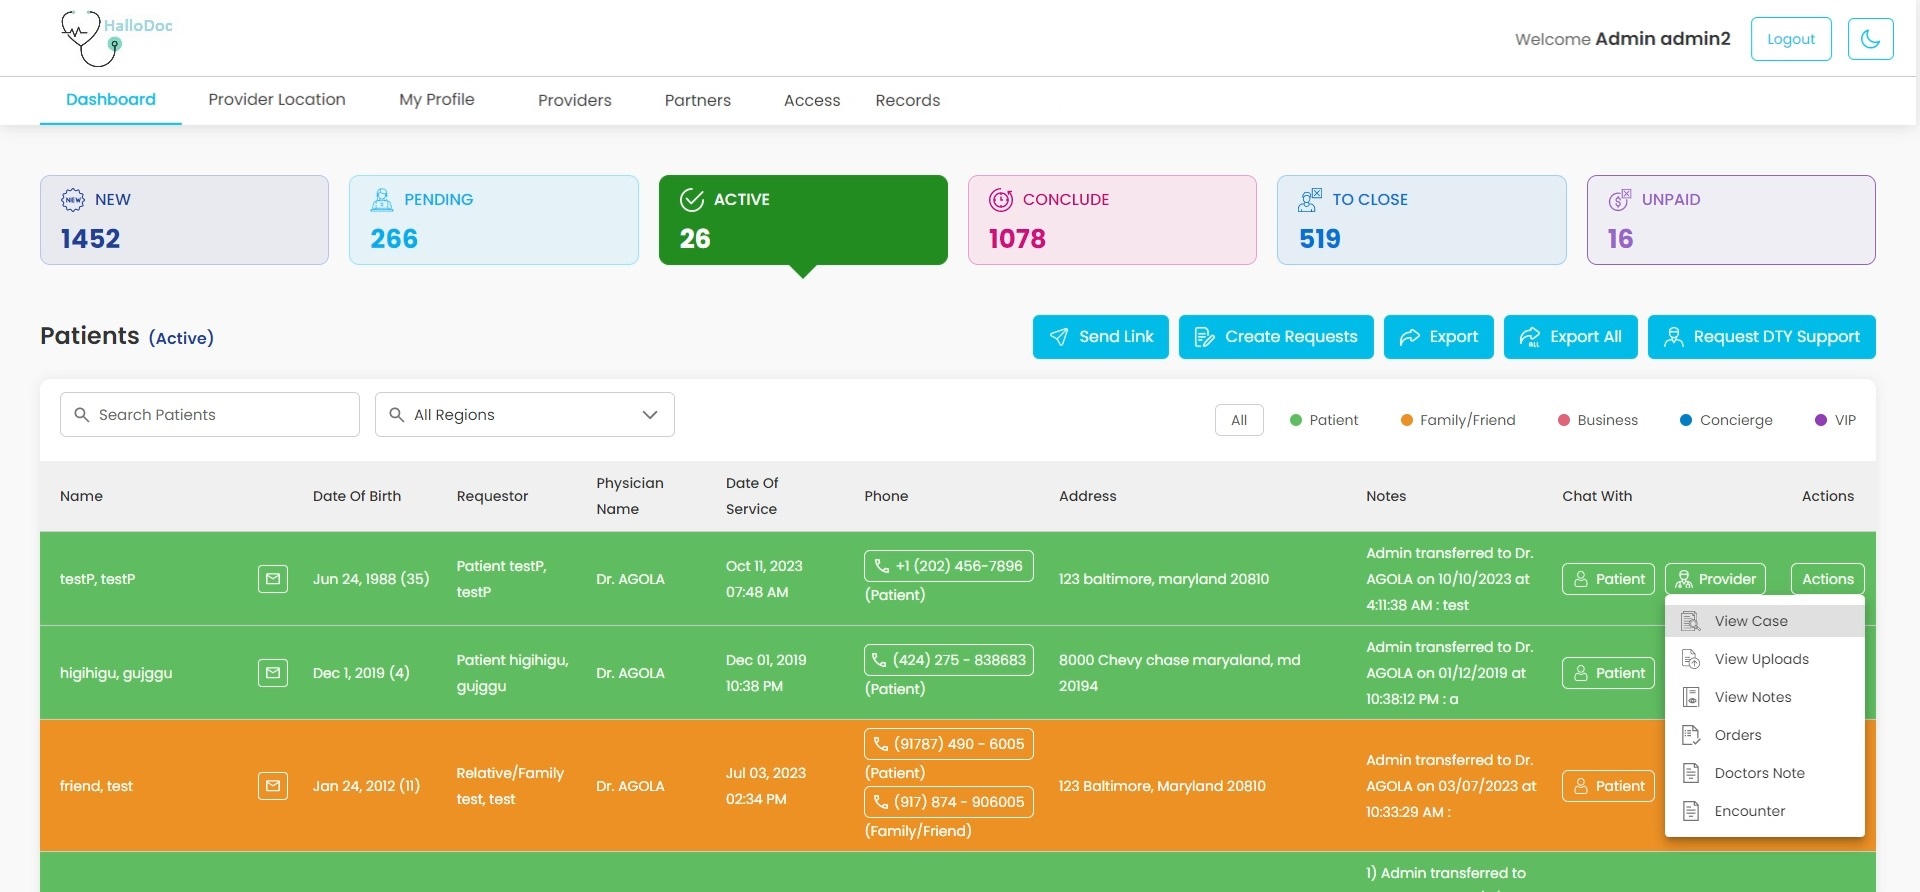 HalloDoc
Welcome Admin admin2
Logout
Dashboard
Provider Location
My Profile
Providers
Partners
Access
Records
NEW
NEW
1452
PENDING
266
ACTIVE
26
CONCLUDE
1078
TO CLOSE
519
UNPAID
16
Patients (Active)
Send Link
Create Requests
Export
ALL
Export All
Request DTY Support
Search Patients
All Regions
All
Patient
Family/Friend
Business
Concierge
VIP
Name
Date Of Birth
Requestor
Physician
Name
Date Of
Service
Phone
Address
Notes
Chat With
Actions
testP, testP
Jun 24, 1988 (35)
Patient testP,
testP
Dr. AGOLA
Oct 11, 2023
07:48 AM
+1 (202) 456-7896
(Patient)
123 baltimore, maryland 20810
Admin transferred to Dr.
AGOLA on 10/10/2023 at
4:11:38 AM : test
Patient
Provider
Actions
higihigu, gujggu
Dec 1, 2019 (4)
Patient higihigu,
gujggu
Dr. AGOLA
Dec 01, 2019
10:38 PM
(424) 275 - 838683
(Patient)
8000 Chevy chase maryaland, md
20194
Admin transferred to Dr.
AGOLA on 01/12/2019 at
10:38:12 PM : a
Patient
friend, test
Jan 24, 2012 (11)
Relative/Family
test, test
Dr. AGOLA
Jul 03, 2023
02:34 PM
(91787) 490 - 6005
(Patient)
(917) 874 - 906005
(Family/Friend)
123 Baltimore, Maryland 20810
Admin transferred to Dr.
AGOLA on 03/07/2023 at
10:33:29 AM :
Patient
View Case
View Uploads
View Notes
Orders
Doctors Note
Encounter
1) Admin transferred to